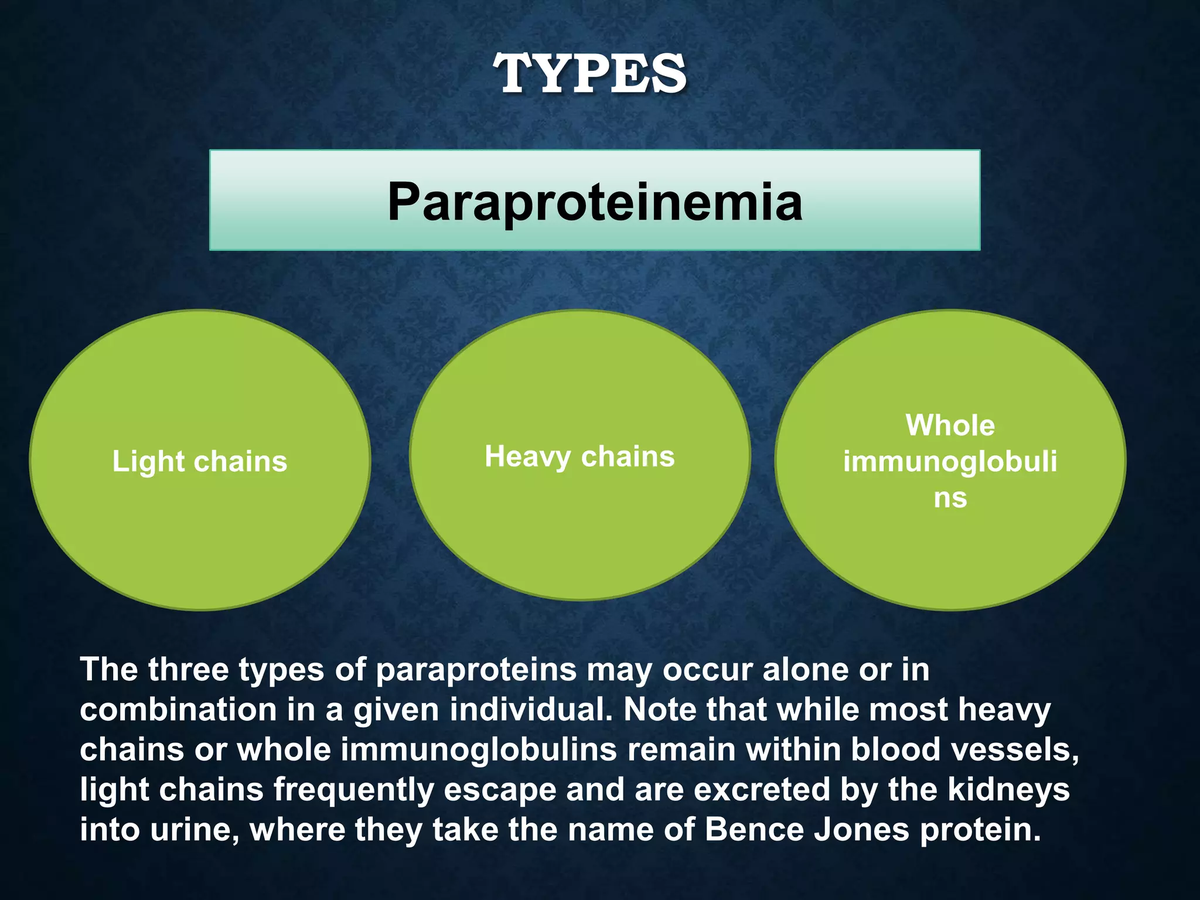 TYPES
Paraproteinemia
Light chains
Heavy chains
Whole
immunoglobuli
ns
The three types of paraproteins may occur alone or in
combination in a given individual. Note that while most heavy
chains or whole immunoglobulins remain within blood vessels,
light chains frequently escape and are excreted by the kidneys
into urine, where they take the name of Bence Jones protein.